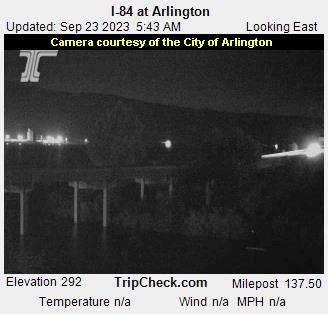 I-84 at Arlington
Updated: Sep 23 2023 5:43 AM Looking East
Camera courtesy of the City of Arlington
Elevation 292 TripCheck.com Milepost 137.50
Temperature n/a Wind n/a MPH n/a